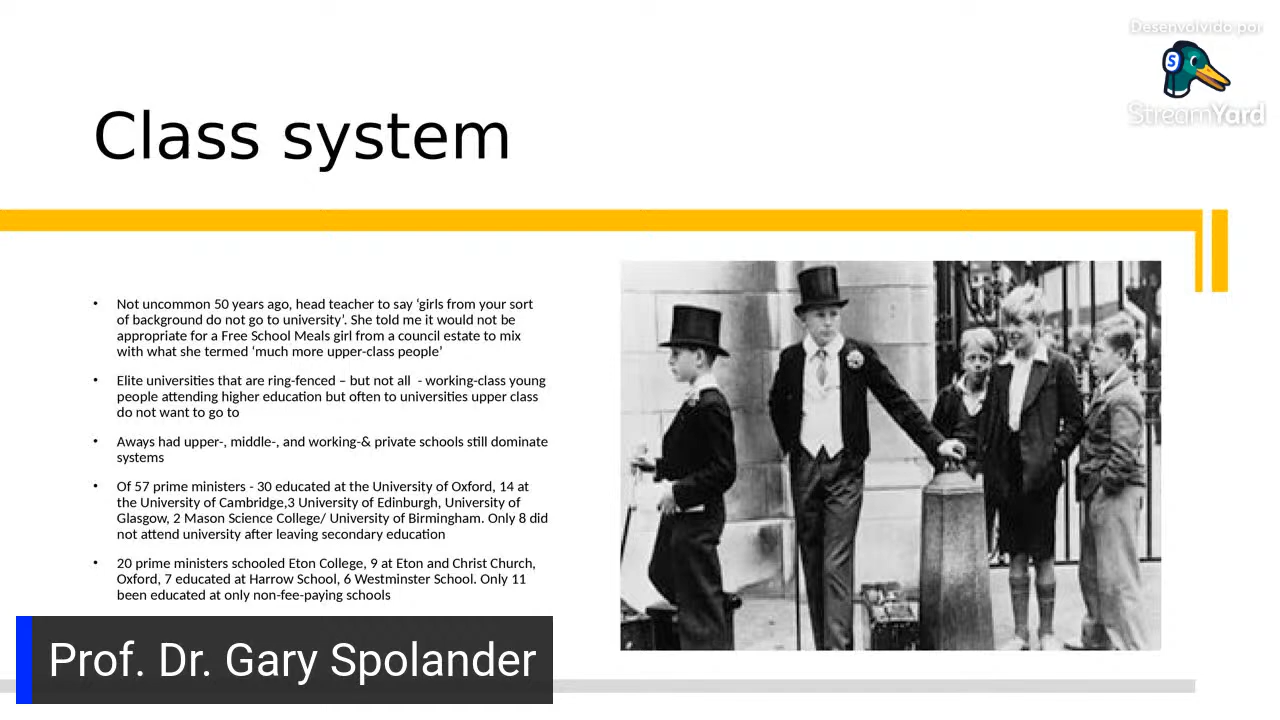 Desenvolvido por
S
StreamYard
Class system
• Not uncommon 50 years ago, head teacher to say ‘girls from your sort
of background do not go to university’. She told me it would not be
appropriate for a Free School Meals girl from a council estate to mix
with what she termed 'much more upper-class people'
• Elite universities that are ring-fenced – but not all  - working-class young
people attending higher education but often to universities upper class
do not want to go to
• Aways had upper-, middle-, and working-& private schools still dominate
systems
• Of 57 prime ministers - 30 educated at the University of Oxford, 14 at
the University of Cambridge,3 University of Edinburgh, University of
Glasgow, 2 Mason Science College/ University of Birmingham. Only 8 did
not attend university after leaving secondary education
• 20 prime ministers schooled Eton College, 9 at Eton and Christ Church,
Oxford, 7 educated at Harrow School, 6 Westminster School. Only 11
been educated at only non-fee-paying schools
Prof. Dr. Gary Spolander